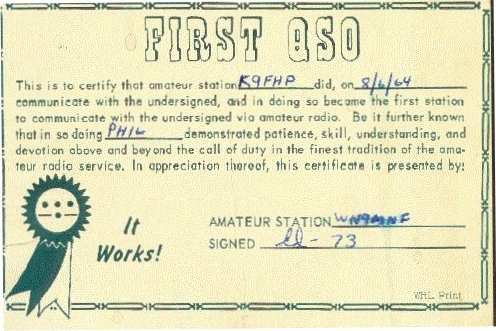 FIRST QSO
This is to certify that amateur station K9FHP did, on 8/6/64
communicate with the undersigned, and in doing so became the first station
to communicate with the undersigned via amateur radio. Be it further known
that in so doing PHIL demonstrated patience, skill, understanding, and
devotion above and beyond the call of duty in the finest tradition of the ama-
teur radio service. In appreciation thereof, this certificate is presented by:
It
Works!
AMATEUR STATION
SIGNED - 73
WRL Print